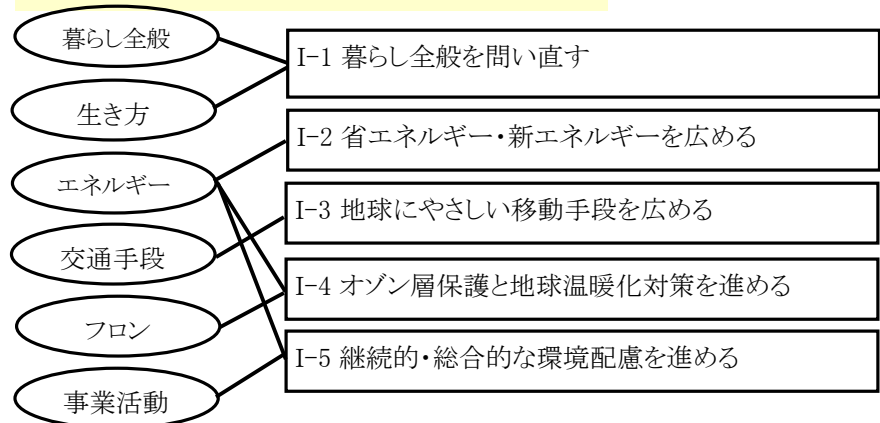 暮らし全般
I-1 暮らし全般を問い直す
生き方
I-2 省エネルギー・新エネルギーを広める
エネルギー
I-3 地球にやさしい移動手段を広める
交通手段
I-4 オゾン層保護と地球温暖化対策を進める
フロン
I-5 継続的・総合的な環境配慮を進める
事業活動